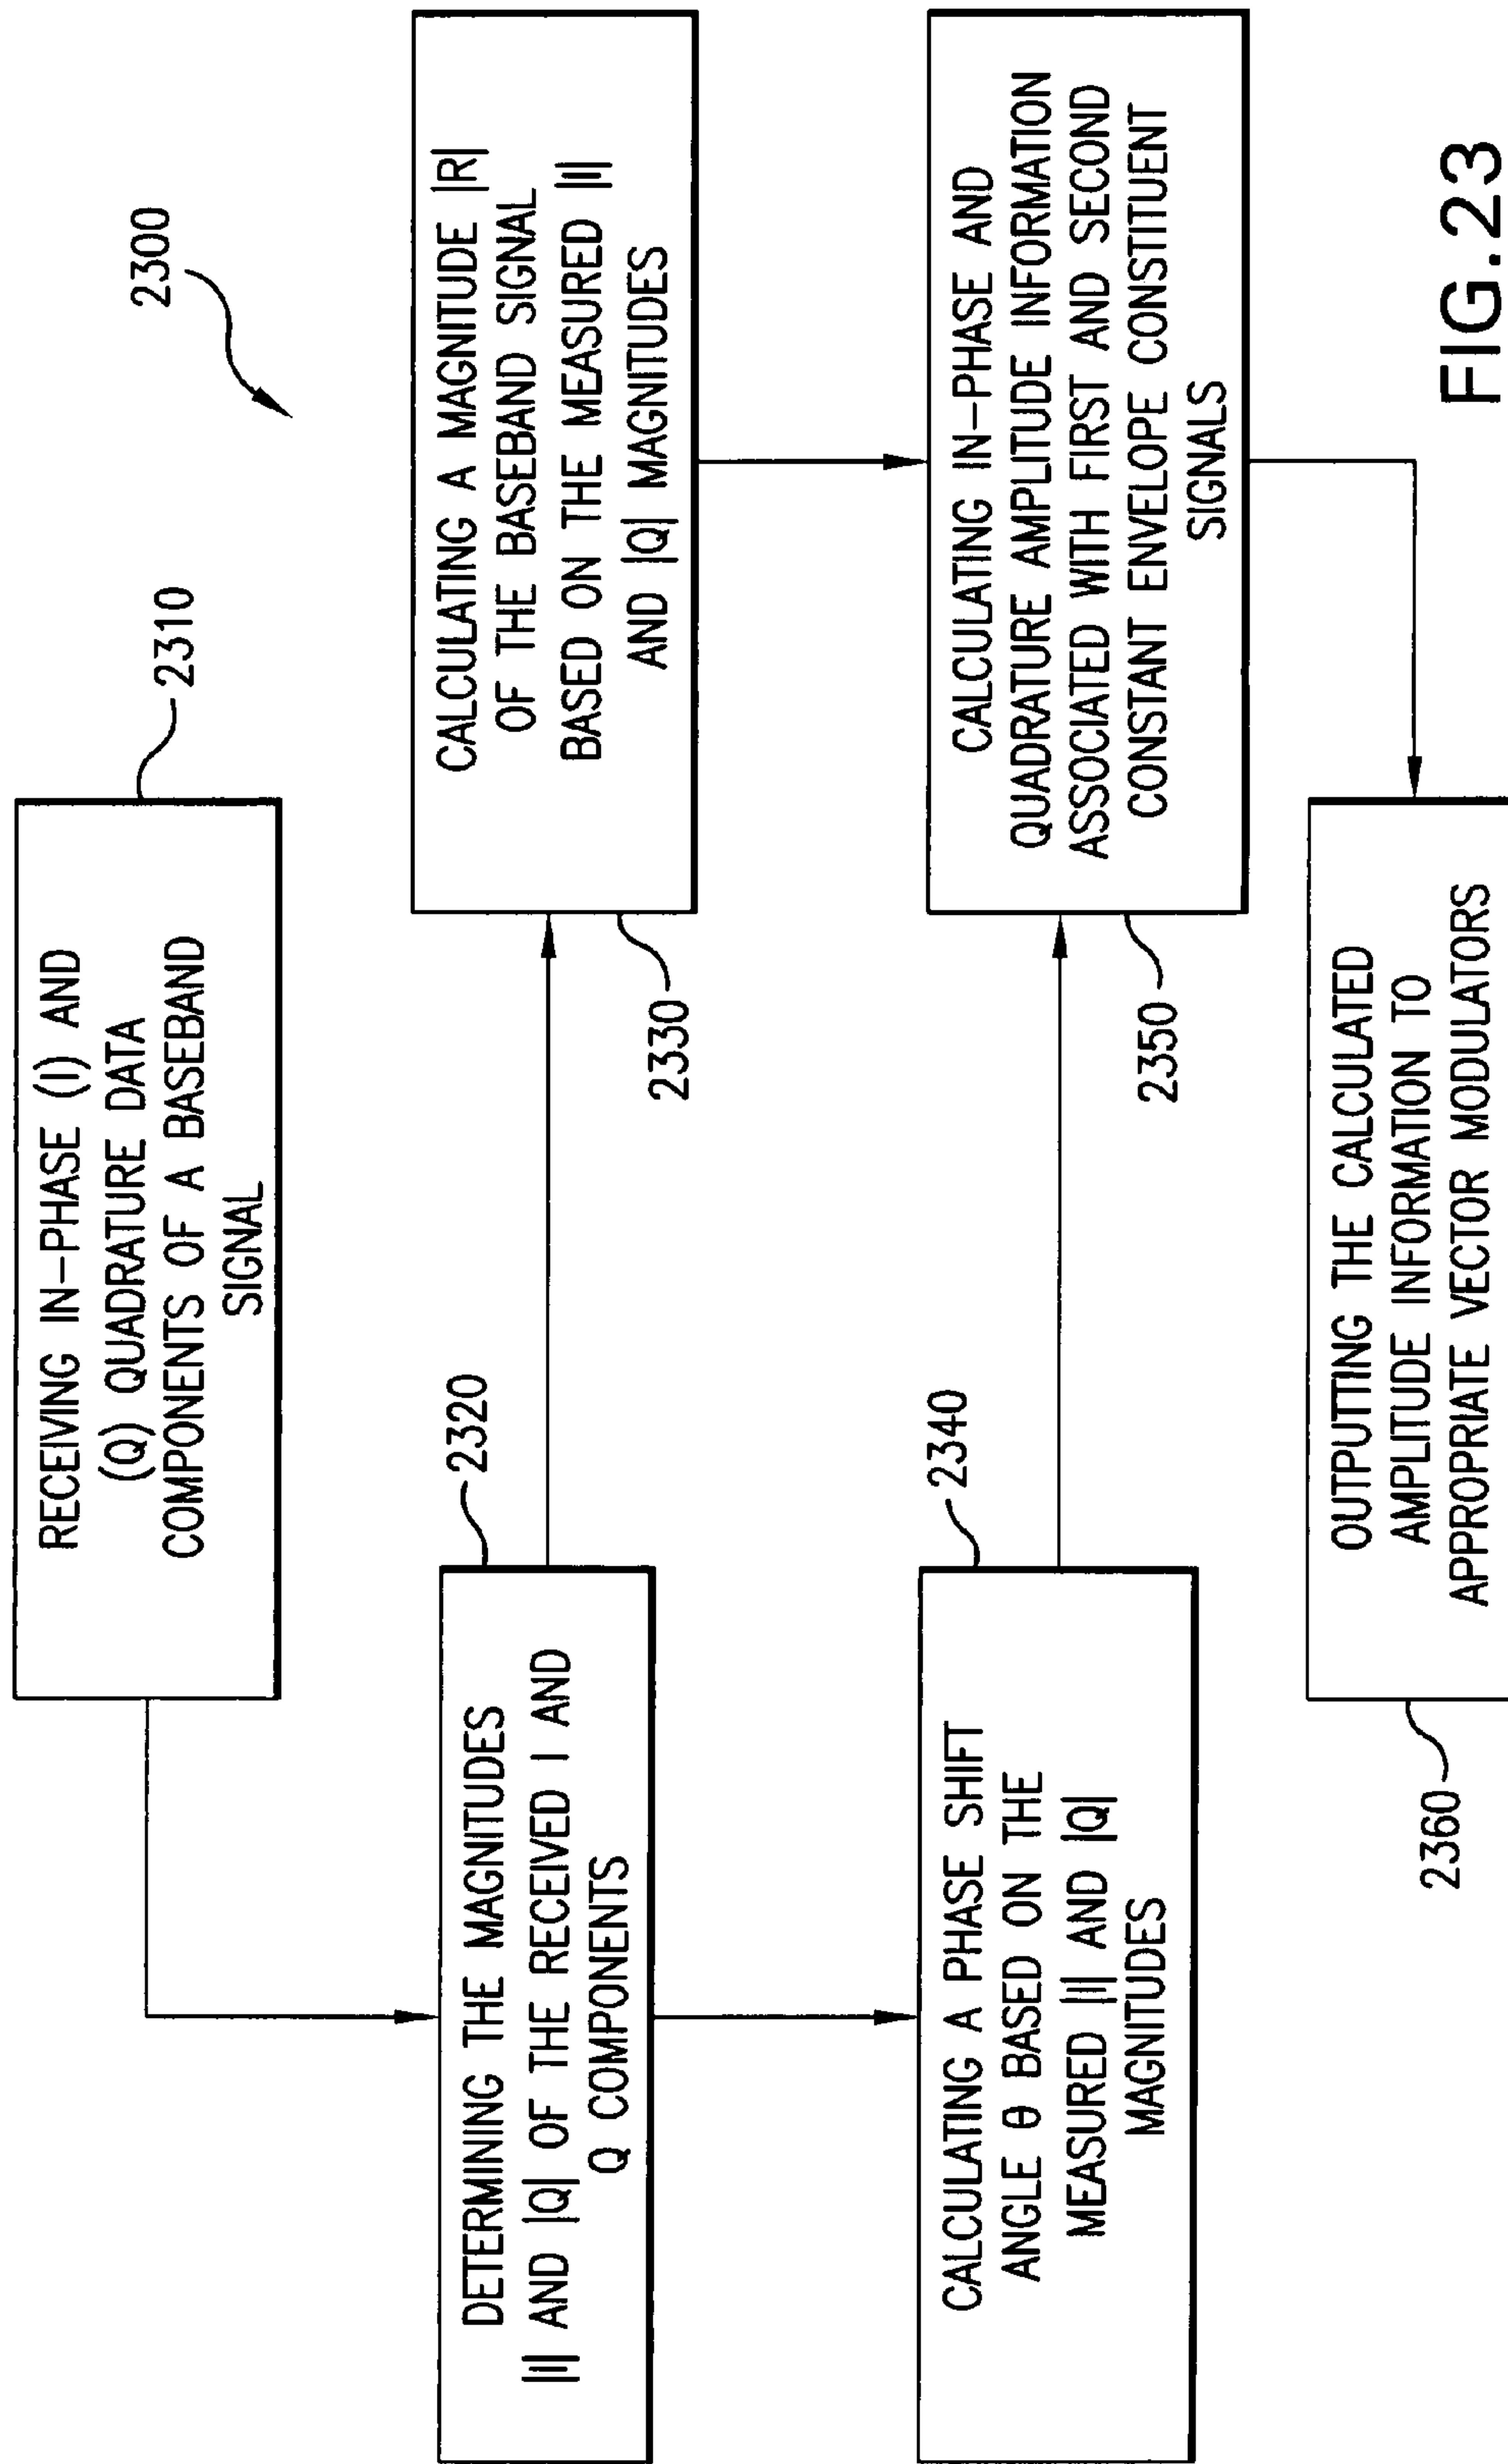 2300
RECEIVING IN-PHASE (I) AND
(Q) QUADRATURE DATA
COMPONENTS OF A BASEBAND
SIGNAL
2310
DETERMINING THE MAGNITUDES
|I| AND |Q| OF THE RECEIVED I AND
Q COMPONENTS
2320
CALCULATING A MAGNITUDE |R|
OF THE BASEBAND SIGNAL
BASED ON THE MEASURED |I|
AND |Q| MAGNITUDES
2330
CALCULATING A PHASE SHIFT
ANGLE θ BASED ON THE
MEASURED |I| AND |Q|
MAGNITUDES
2340
CALCULATING IN-PHASE AND
QUADRATURE AMPLITUDE INFORMATION
ASSOCIATED WITH FIRST AND SECOND
CONSTANT ENVELOPE CONSTITUENT
SIGNALS
2350
OUTPUTTING THE CALCULATED
AMPLITUDE INFORMATION TO
APPROPRIATE VECTOR MODULATORS
2360
FIG.23